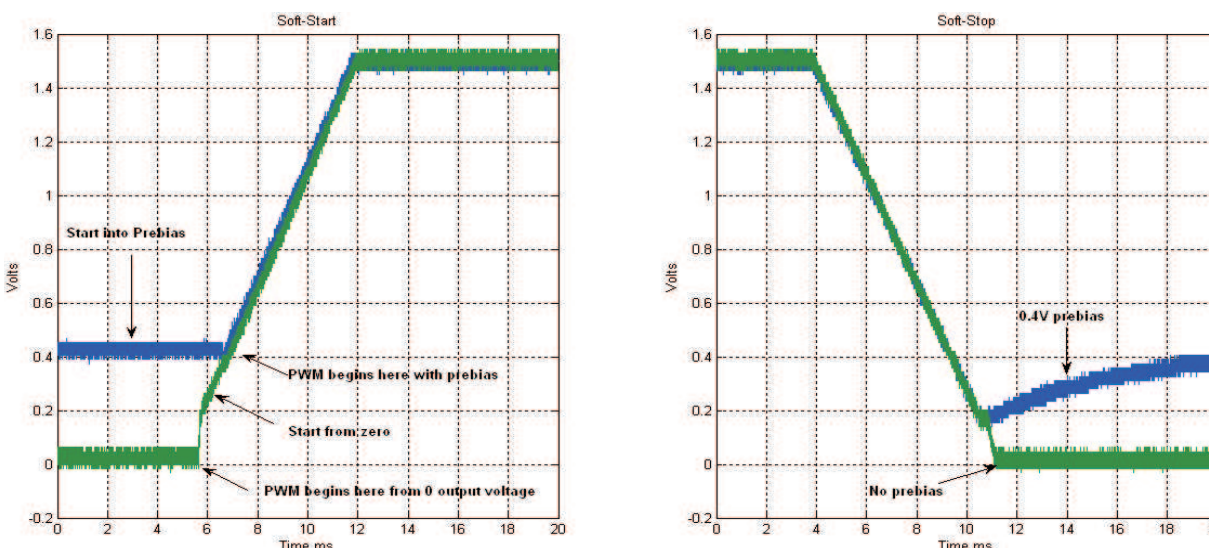 Soft-Start
1.6
1.4
1.2
1
0.8
0.6
0.4
0.2
0
-0.2
Volts
Start into Prebias
PWM begins here with prebias
Start from zero
PWM begins here from 0 output voltage
0 2 4 6 8 10 12 14 16 18 20
Time ms
Soft-Stop
1.6
1.4
1.2
1
0.8
0.6
0.4
0.2
0
-0.2
Volts
0.4V prebias
No prebias
0 2 4 6 8 10 12 14 16 18
Time ms